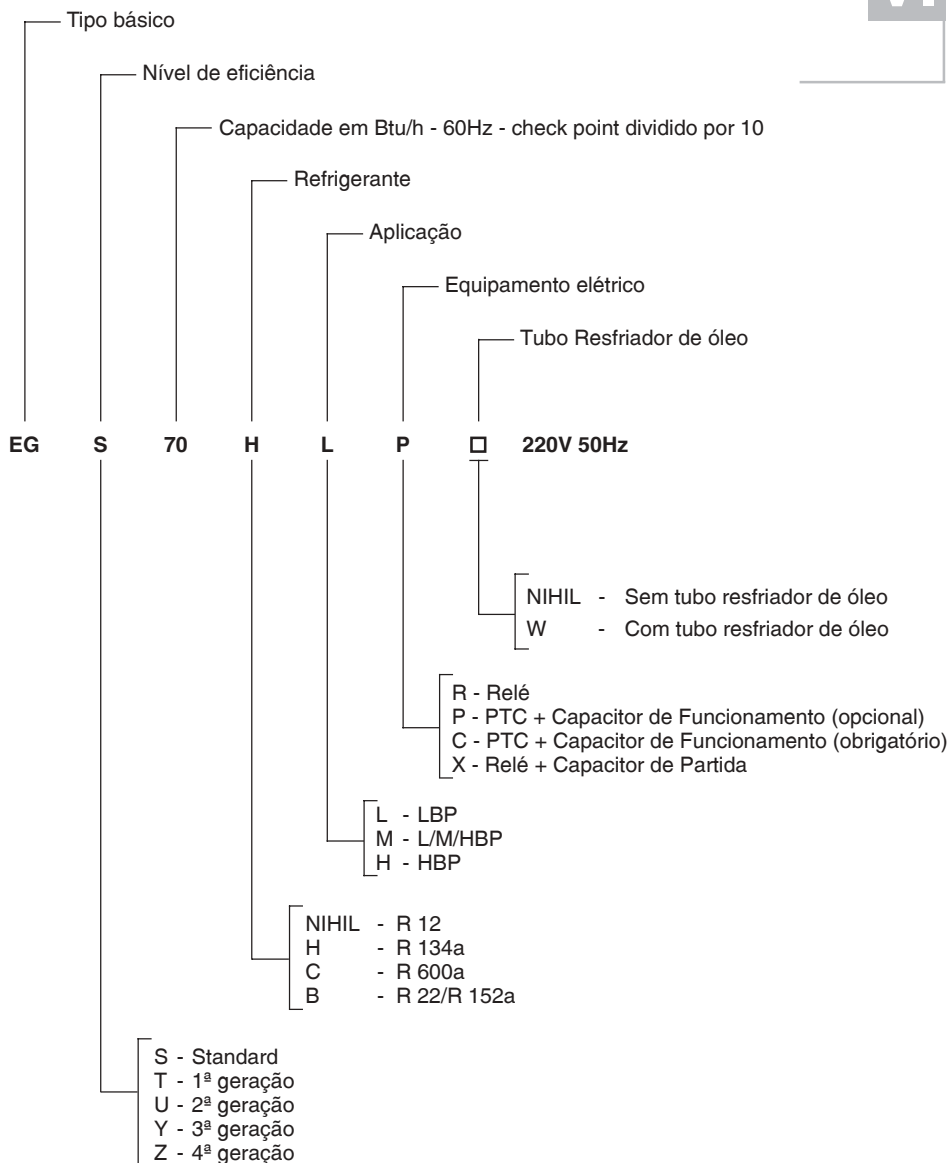 Tipo básico
Nível de eficiência
Capacidade em Btu/h - 60Hz - check point dividido por 10
Refrigerante
Aplicação
Equipamento elétrico
Tubo Resfriador de óleo
EG S 70 H L P □ 220V 50Hz
NIHIL - Sem tubo resfriador de óleo
W - Com tubo resfriador de óleo
R - Relé
P - PTC + Capacitor de Funcionamento (opcional)
C - PTC + Capacitor de Funcionamento (obrigatório)
X - Relé + Capacitor de Partida
L - LBP
M - L/M/HBP
H - HBP
NIHIL - R 12
H - R 134a
C - R 600a
B - R 22/R 152a
S - Standard
T - 1ª geração
U - 2ª geração
Y - 3ª geração
Z - 4ª geração